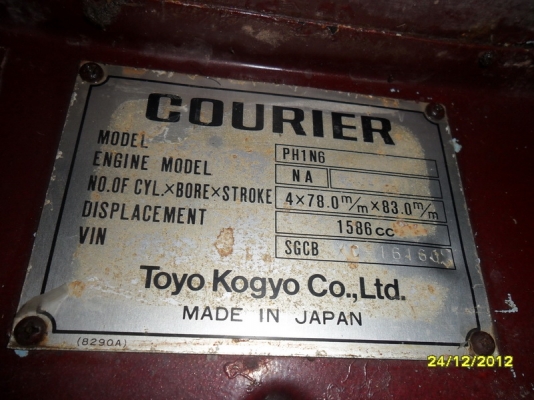 COURIER
MODEL PH1N6
ENGINE MODEL NA
NO.OF CYL.×BORE×STROKE 4×78.0m/m×83.0m/m
DISPLACEMENT 1586cc
VIN SGCB
Toyo Kogyo Co.,Ltd.
MADE IN JAPAN
(8290A)
24/12/2012